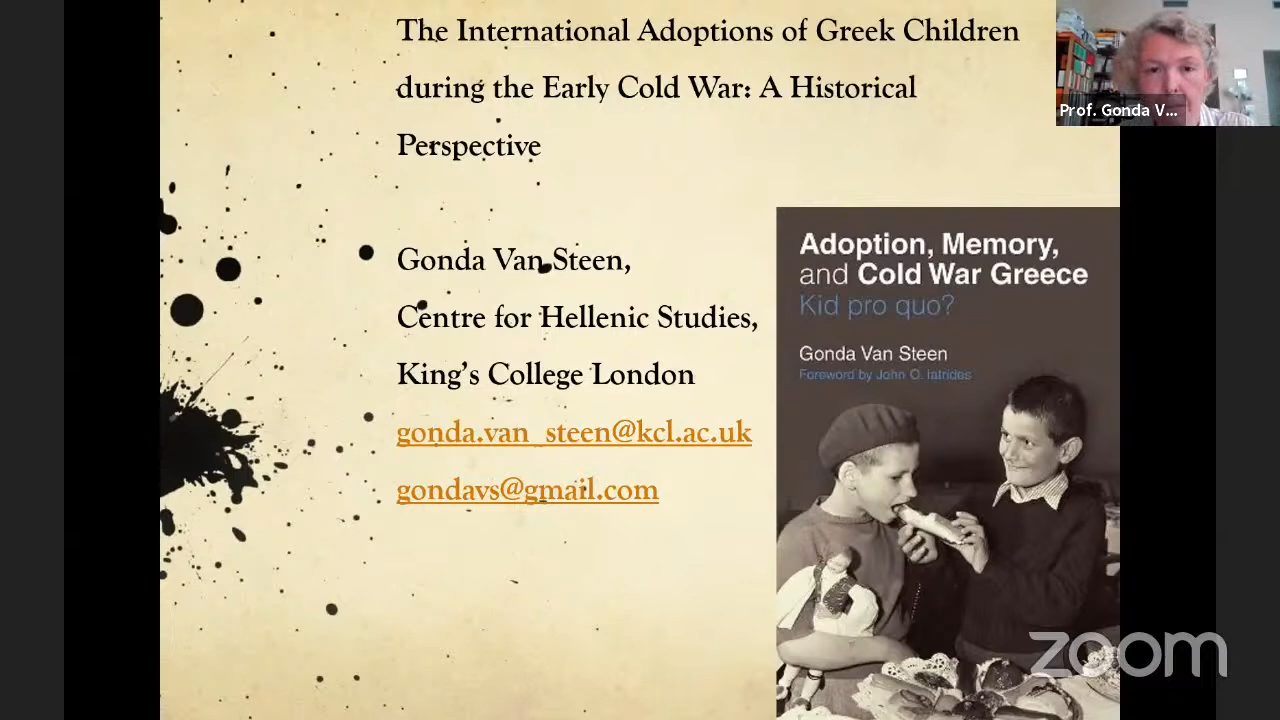 The International Adoptions of Greek Children
during the Early Cold War: A Historical
Perspective
Gonda Van Steen,
Centre for Hellenic Studies,
King's College London
gonda.van_steen@kcl.ac.uk
gondavs@gmail.com
Adoption, Memory,
and Cold War Greece
Kid pro quo?
Gonda Van Steen
Foreword by John O. Iatrides
Prof. Gonda V...
zoom